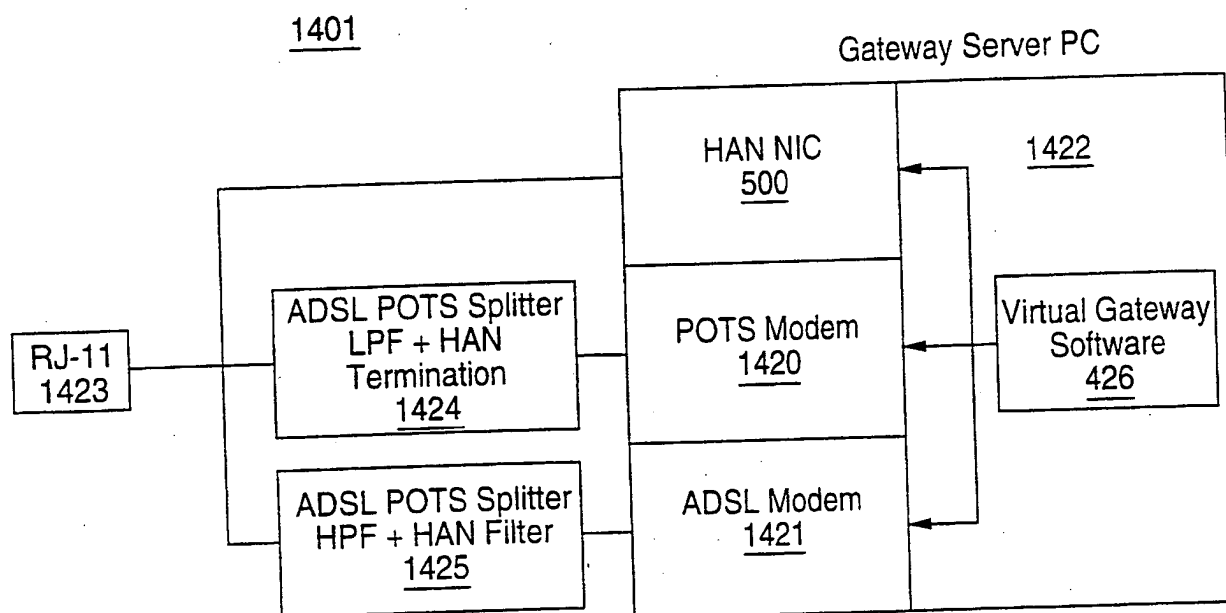 1401
Gateway Server PC
HAN NIC
500
1422
ADSL POTS Splitter
LPF + HAN
Termination
1424
POTS Modem
1420
Virtual Gateway
Software
426
RJ-11
1423
ADSL POTS Splitter
HPF + HAN Filter
1425
ADSL Modem
1421